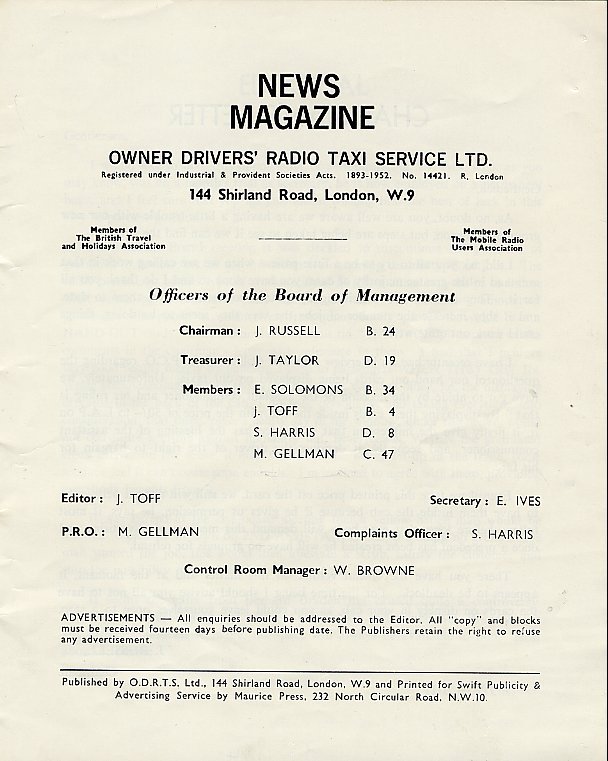 NEWS
MAGAZINE
OWNER DRIVERS' RADIO TAXI SERVICE LTD.
Registered under Industrial & Provident Societies Acts. 1893-1952. No. 14421. R. London
144 Shirland Road, London, W.9
Members of
The British Travel
and Holidays Association
Members of
The Mobile Radio
Users Association
Officers of the Board of Management
Chairman : J. RUSSELL B. 24
Treasurer : J. TAYLOR D. 19
Members : E. SOLOMONS B. 34
J. TOFF B. 4
S. HARRIS D. 8
M. GELLMAN C. 47
Editor : J. TOFF Secretary : E. IVES
P.R.O. : M. GELLMAN Complaints Officer : S. HARRIS
Control Room Manager : W. BROWNE
ADVERTISEMENTS — All enquiries should be addressed to the Editor. All "copy" and blocks
must be received fourteen days before publishing date. The Publishers retain the right to refuse
any advertisement.
Published by O.D.R.T.S. Ltd., 144 Shirland Road, London, W.9 and Printed for Swift Publicity &
Advertising Service by Maurice Press, 232 North Circular Road, N.W.10.